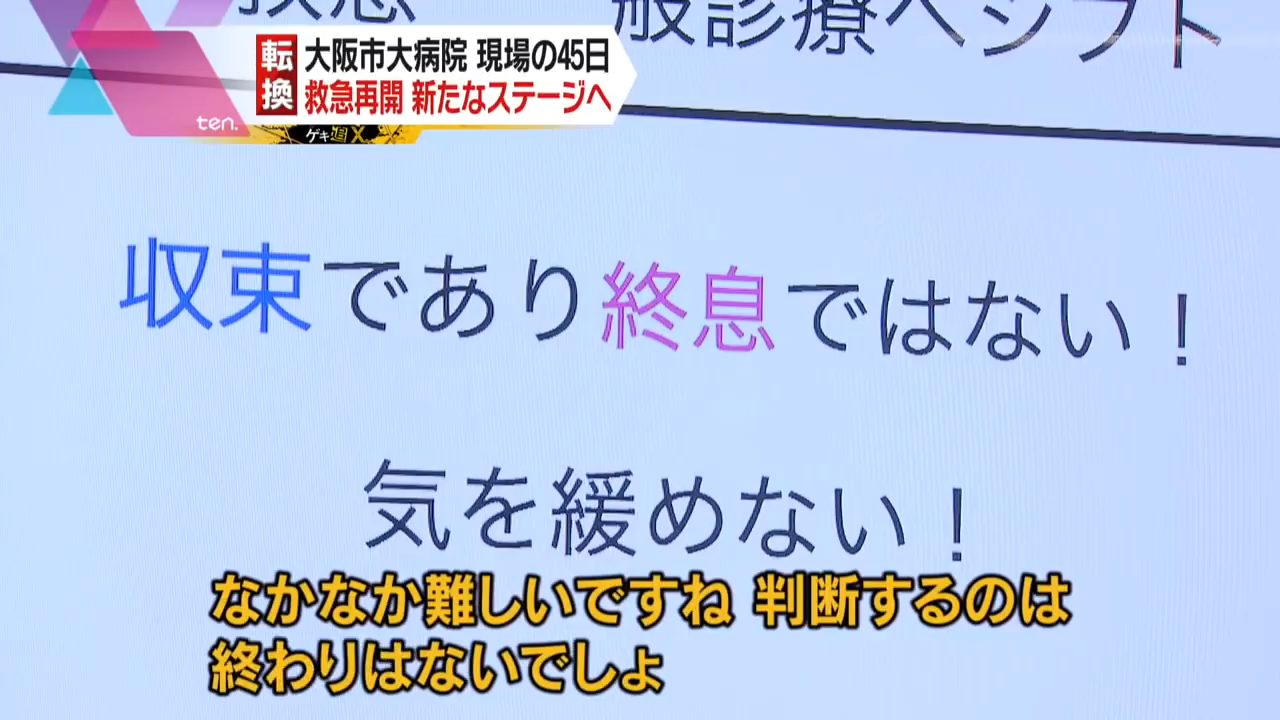 般診療へシフト
転換
大阪市大病院 現場の45日
救急再開 新たなステージへ
ten.
ゲキ追X
収束であり終息ではない！
気を緩めない！
なかなか難しいですね 判断するのは
終わりはないでしょ